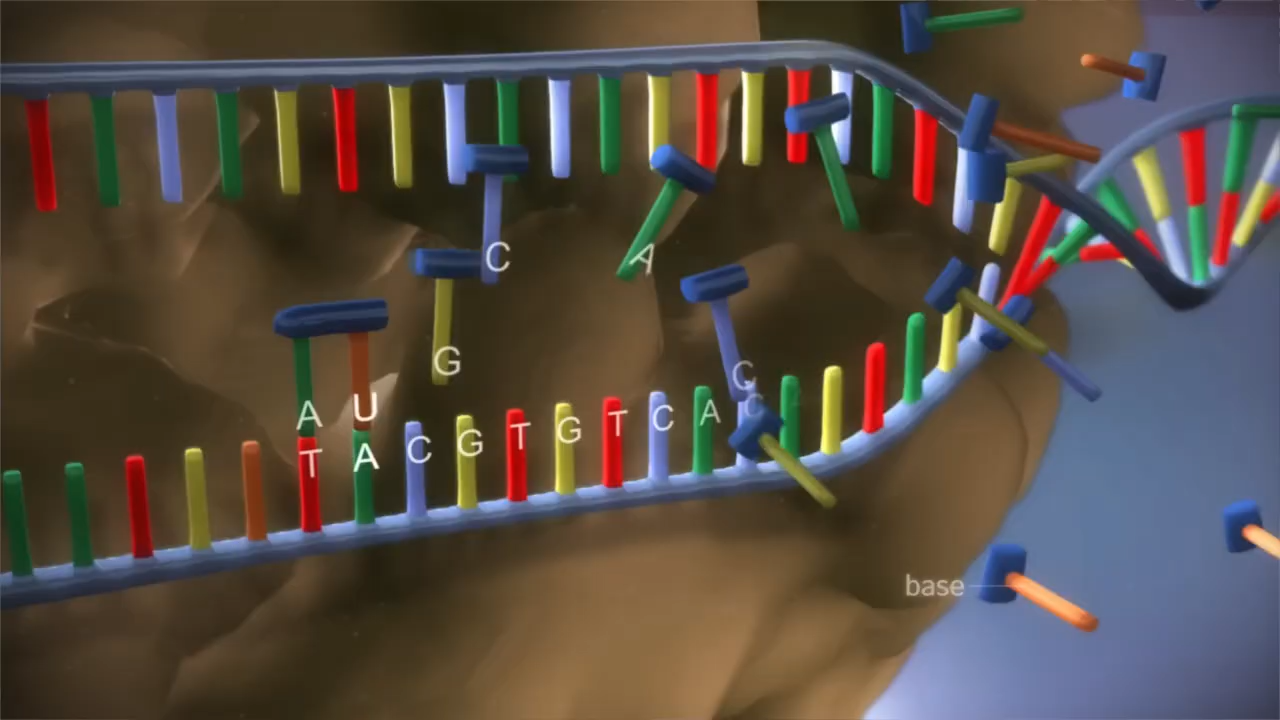 C
A
G
A U
T A C G T G T C A
base